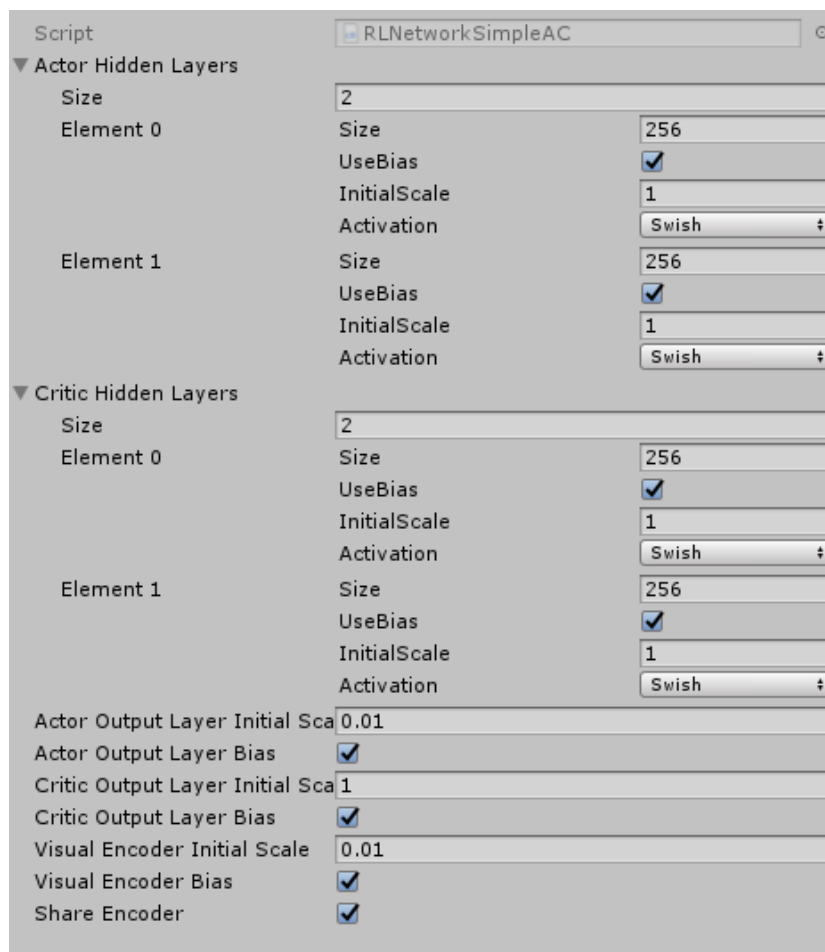 Script RLNetworkSimpleAC
Actor Hidden Layers
Size 2
Element 0 Size 256
UseBias
InitialScale 1
Activation Swish
Element 1 Size 256
UseBias
InitialScale 1
Activation Swish
Critic Hidden Layers
Size 2
Element 0 Size 256
UseBias
InitialScale 1
Activation Swish
Element 1 Size 256
UseBias
InitialScale 1
Activation Swish
Actor Output Layer Initial Sca 0.01
Actor Output Layer Bias
Critic Output Layer Initial Sca 1
Critic Output Layer Bias
Visual Encoder Initial Scale 0.01
Visual Encoder Bias
Share Encoder